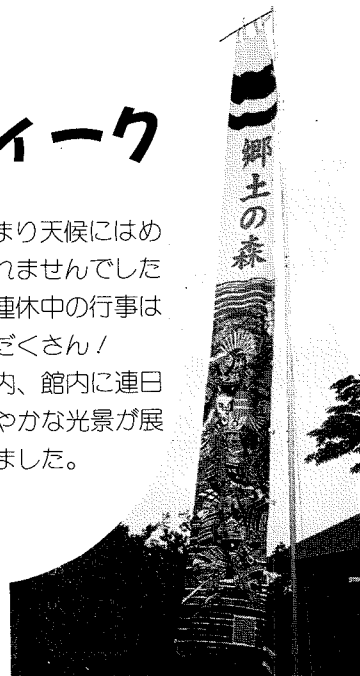 ィーク
まり天候にはめ
れませんでした
連休中の行事は
だくさん!
内、館内に連日
やかな光景が展
ました。
郷土の森